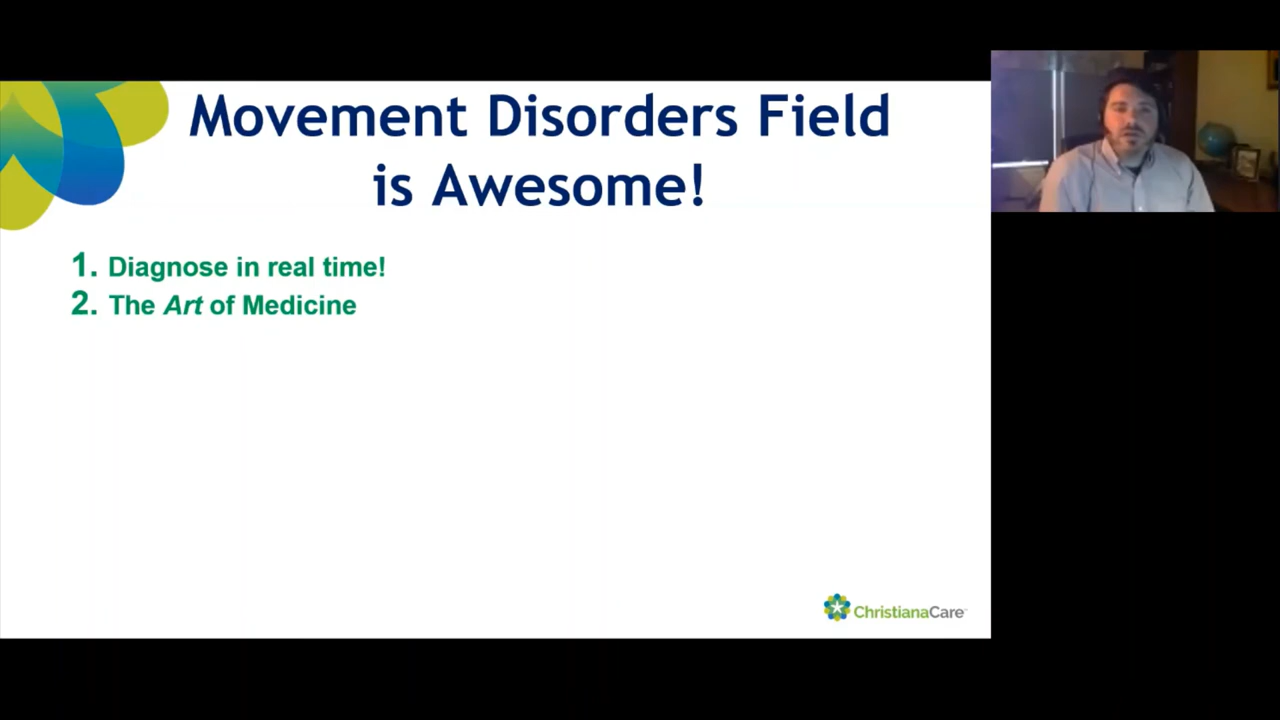 Movement Disorders Field
is Awesome!
1. Diagnose in real time!
2. The Art of Medicine
ChristianaCare